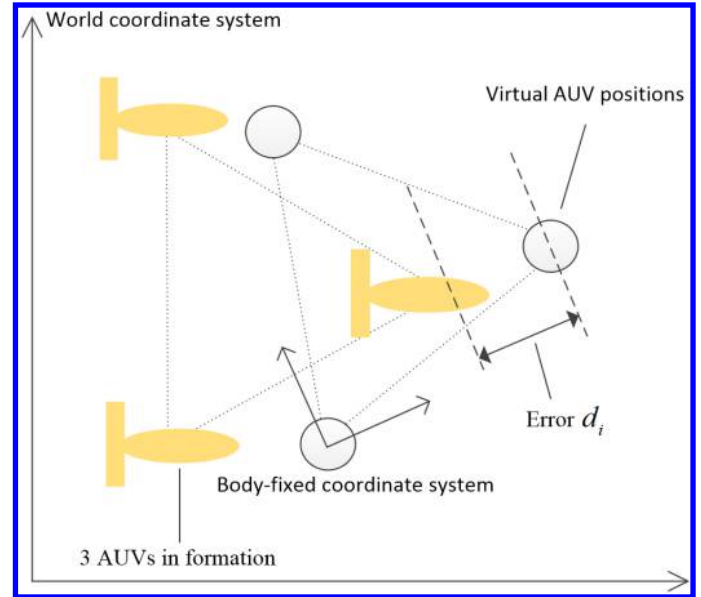 World coordinate system
Virtual AUV positions
Error d_i
Body-fixed coordinate system
3 AUVs in formation